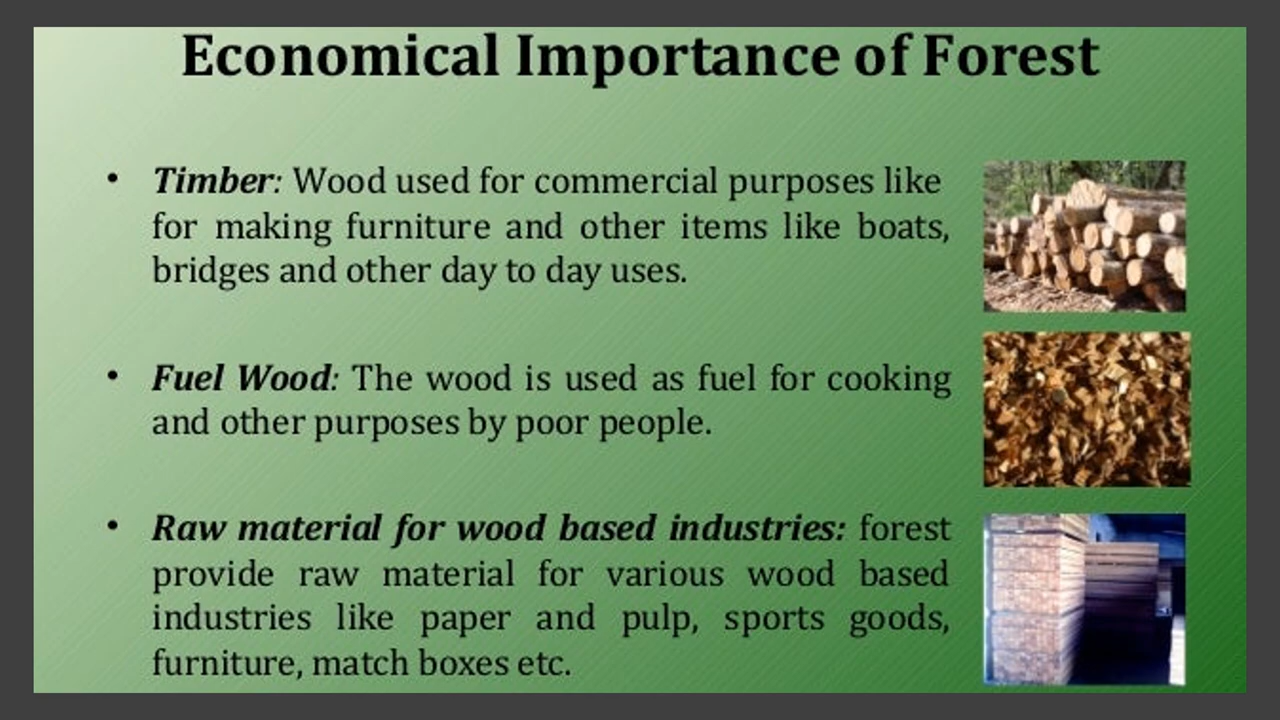 Economical Importance of Forest
• Timber: Wood used for commercial purposes like
for making furniture and other items like boats,
bridges and other day to day uses.
• Fuel Wood: The wood is used as fuel for cooking
and other purposes by poor people.
• Raw material for wood based industries: forest
provide raw material for various wood based
industries like paper and pulp, sports goods,
furniture, match boxes etc.